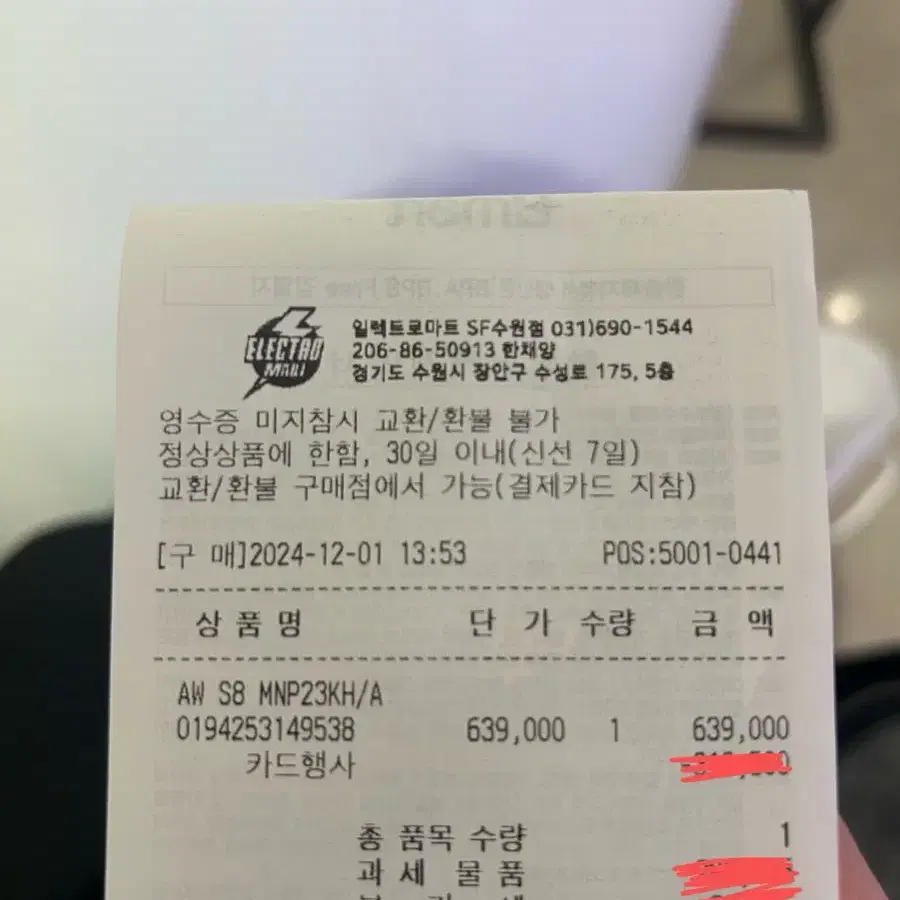 ELECTRO MART
일렉트로마트 SF수원점 031)690-1544
206-86-50913 한채양
경기도 수원시 장안구 수성로 175, 5층
영수증 미지참시 교환/환불 불가
정상상품에 한함, 30일 이내(신선 7일)
교환/환불 구매점에서 가능(결제카드 지참)
[구 매]2024-12-01 13:53 POS:5001-0441
상 품 명 단 가 수량 금 액
AW S8 MNP23KH/A
0194253149538 639,000 1 639,000
카드행사
총 품목 수량 1
과 세 물 품